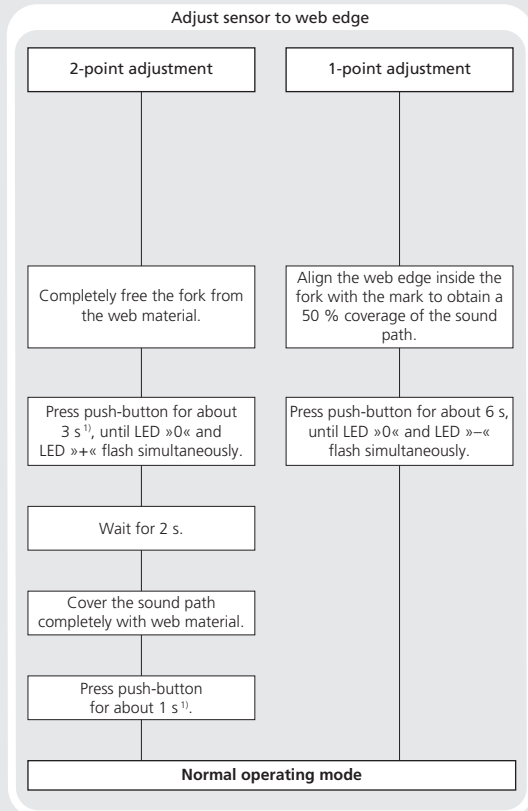 Adjust sensor to web edge
2-point adjustment
Completely free the fork from
the web material.
Press push-button for about
3 s¹⁾, until LED »0« and
LED »+« flash simultaneously.
Wait for 2 s.
Cover the sound path
completely with web material.
Press push-button
for about 1 s¹⁾.
1-point adjustment
Align the web edge inside the
fork with the mark to obtain a
50 % coverage of the sound
path.
Press push-button for about 6 s,
until LED »0« and LED »–«
flash simultaneously.
Normal operating mode